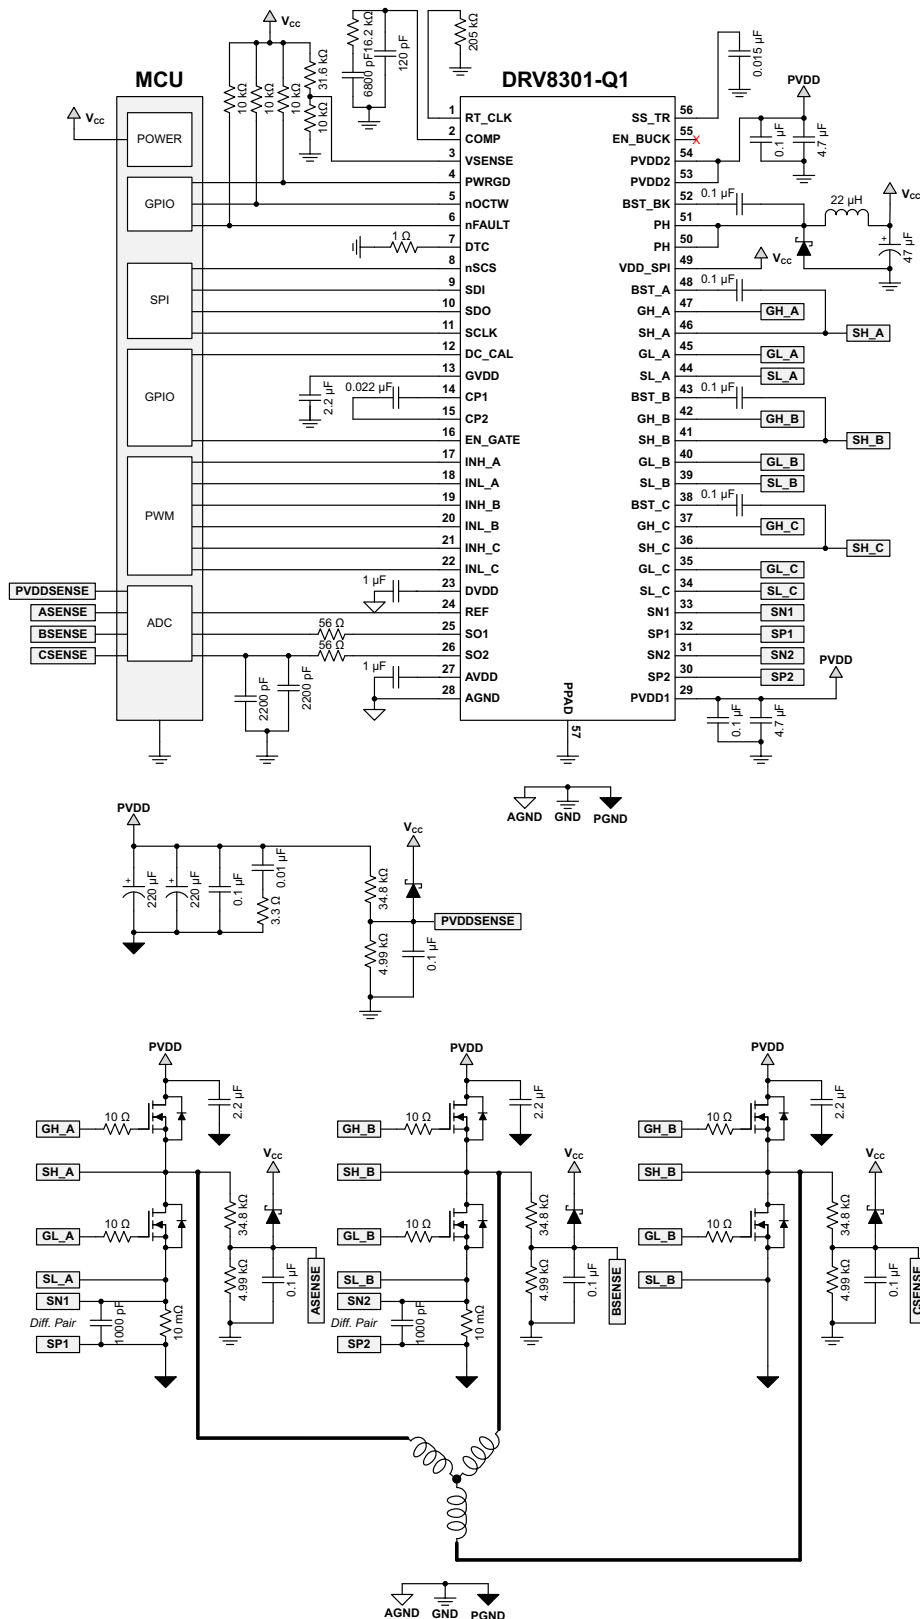 VCC
MCU
DRV8301-Q1
10 kΩ
10 kΩ
10 kΩ
31.6 kΩ
10 kΩ
16.2 kΩ
6800 pF
120 pF
205 kΩ
0.015 µF
PVDD
0.1 µF
4.7 µF
VCC
POWER
GPIO
SPI
GPIO
PWM
ADC
1 RT_CLK
2 COMP
3 VSENSE
4 PWRGD
5 nOCTW
6 nFAULT
1 Ω
7 DTC
8 nSCS
9 SDI
10 SDO
11 SCLK
12 DC_CAL
13 GVDD
2.2 µF
0.022 µF
14 CP1
15 CP2
16 EN_GATE
17 INH_A
18 INL_A
19 INH_B
20 INL_B
21 INH_C
22 INL_C
PVDDSENSE
1 µF
23 DVDD
ASENSE
24 REF
BSENSE
56 Ω
25 SO1
CSENSE
56 Ω
26 SO2
2200 pF
2200 pF
1 µF
27 AVDD
28 AGND
PPAD
57
SS_TR 56
EN_BUCK 55
X
PVDD2 54
PVDD2 53
BST_BK 52
0.1 µF
22 µH
VCC
47 µF
PH 51
PH 50
VDD_SPI 49
VCC
BST_A 48
0.1 µF
GH_A 47 GH_A
SH_A 46 SH_A
GL_A 45 GL_A
SL_A 44 SL_A
BST_B 43
0.1 µF
GH_B 42 GH_B
SH_B 41 SH_B
GL_B 40 GL_B
SL_B 39 SL_B
BST_C 38
0.1 µF
GH_C 37 GH_C
SH_C 36 SH_C
GL_C 35 GL_C
SL_C 34 SL_C
SN1 33 SN1
SP1 32 SP1
SN2 31 SN2
SP2 30 SP2
PVDD1 29
PVDD
0.1 µF
4.7 µF
AGND GND PGND
PVDD
220 µF
220 µF
0.1 µF
0.01 µF
3.3 Ω
34.8 kΩ
4.99 kΩ
VCC
0.1 µF
PVDDSENSE
PVDD
2.2 µF
GH_A
10 Ω
SH_A
VCC
34.8 kΩ
GL_A
10 Ω
SL_A
4.99 kΩ
0.1 µF
ASENSE
SN1
Diff. Pair
1000 pF
10 mΩ
SP1
PVDD
2.2 µF
GH_B
10 Ω
SH_B
VCC
34.8 kΩ
GL_B
10 Ω
SL_B
4.99 kΩ
0.1 µF
BSENSE
SN2
Diff. Pair
1000 pF
10 mΩ
SP2
PVDD
2.2 µF
GH_B
10 Ω
SH_B
VCC
34.8 kΩ
GL_B
10 Ω
SL_B
4.99 kΩ
0.1 µF
CSENSE
AGND GND PGND